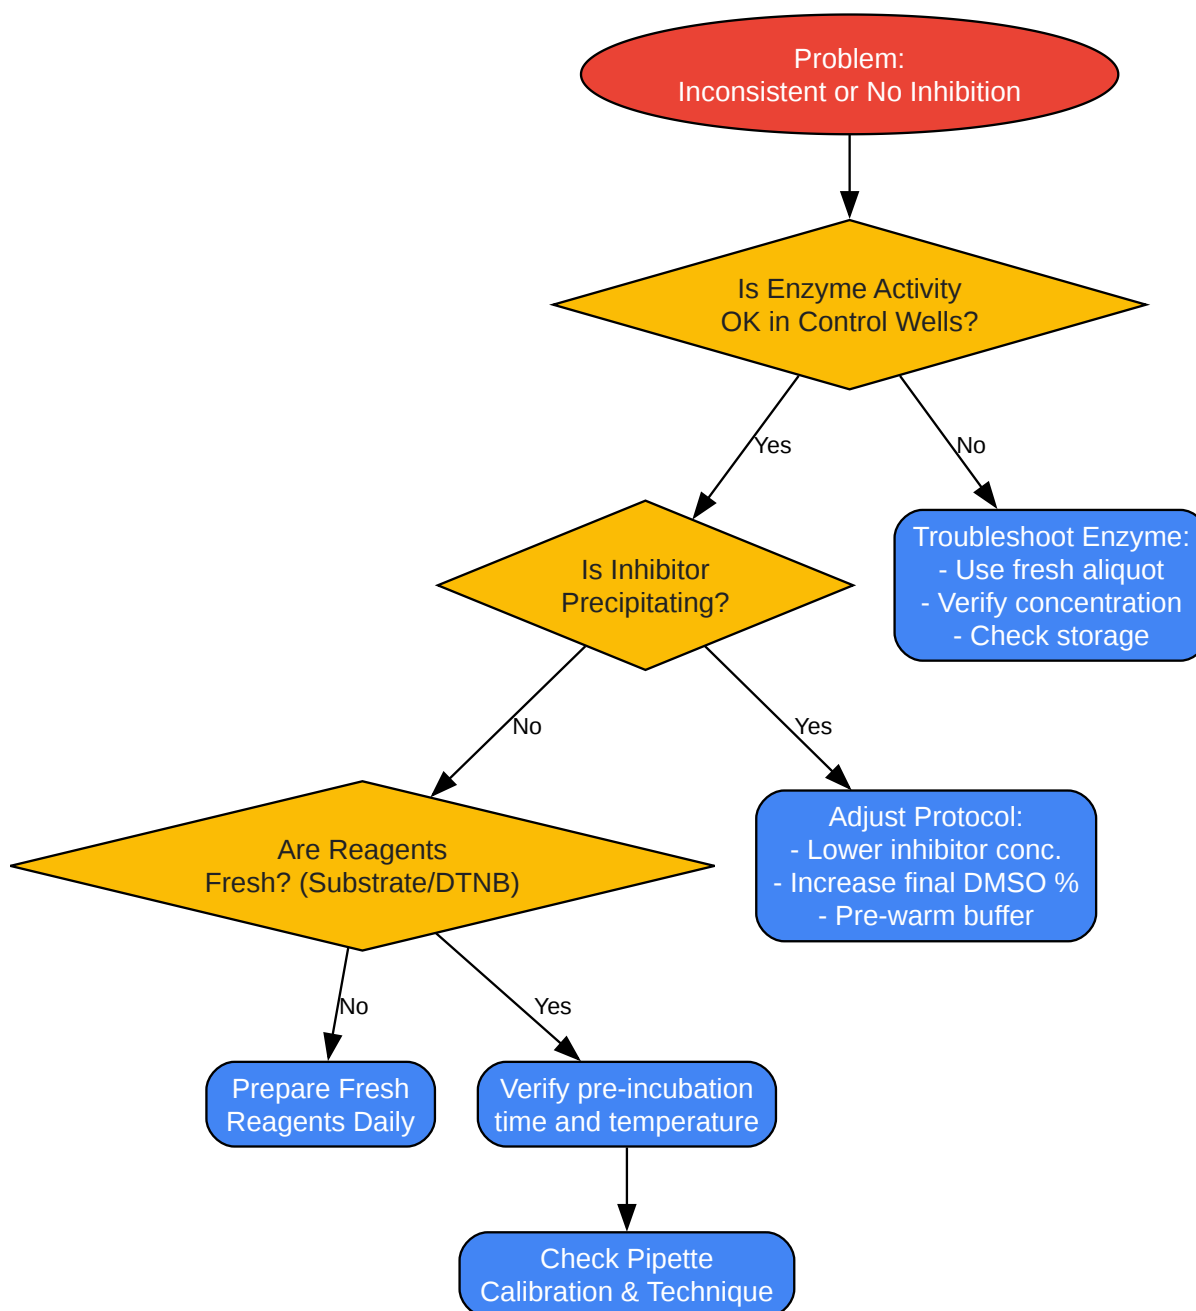 Problem:
Inconsistent or No Inhibition
Is Enzyme Activity
OK in Control Wells?
Yes
No
Is Inhibitor
Precipitating?
Troubleshoot Enzyme:
- Use fresh aliquot
- Verify concentration
- Check storage
No
Yes
Are Reagents
Fresh? (Substrate/DTNB)
Adjust Protocol:
- Lower inhibitor conc.
- Increase final DMSO %
- Pre-warm buffer
No
Yes
Prepare Fresh
Reagents Daily
Verify pre-incubation
time and temperature
Check Pipette
Calibration & Technique